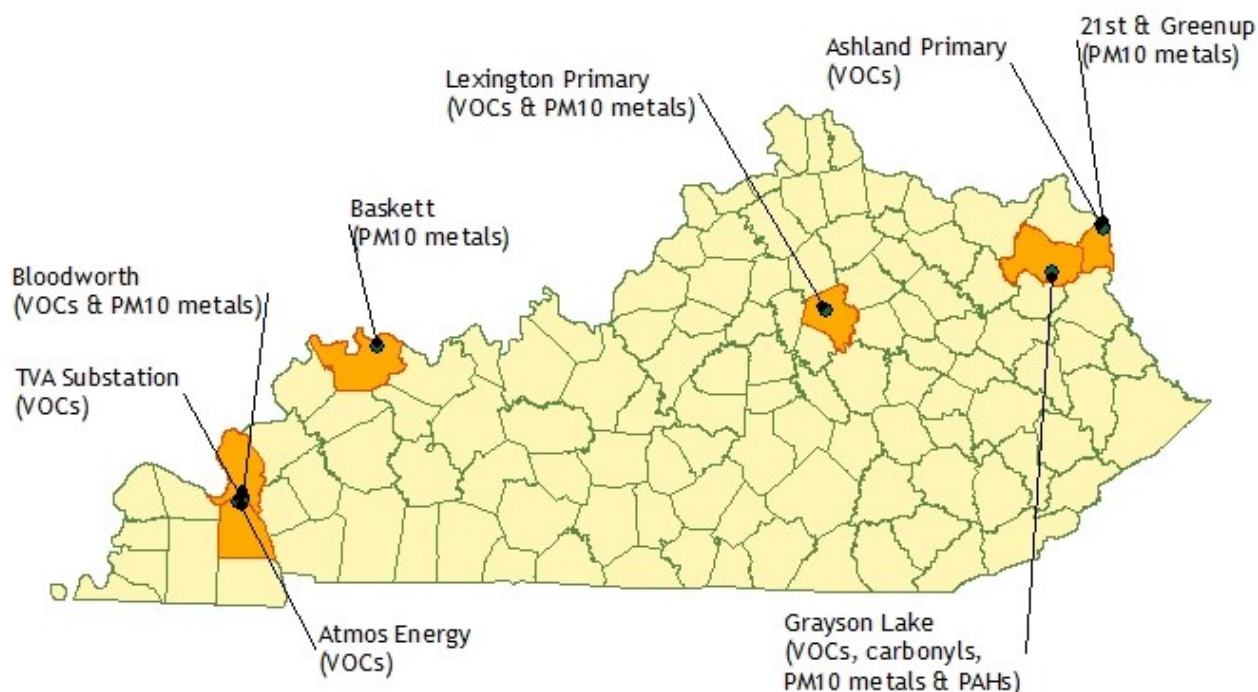 21st & Greenup
(PM10 metals)
Ashland Primary
(VOCs)
Lexington Primary
(VOCs & PM10 metals)
Baskett
(PM10 metals)
Bloodworth
(VOCs & PM10 metals)
TVA Substation
(VOCs)
Atmos Energy
(VOCs)
Grayson Lake
(VOCs, carbonyls,
PM10 metals & PAHs)